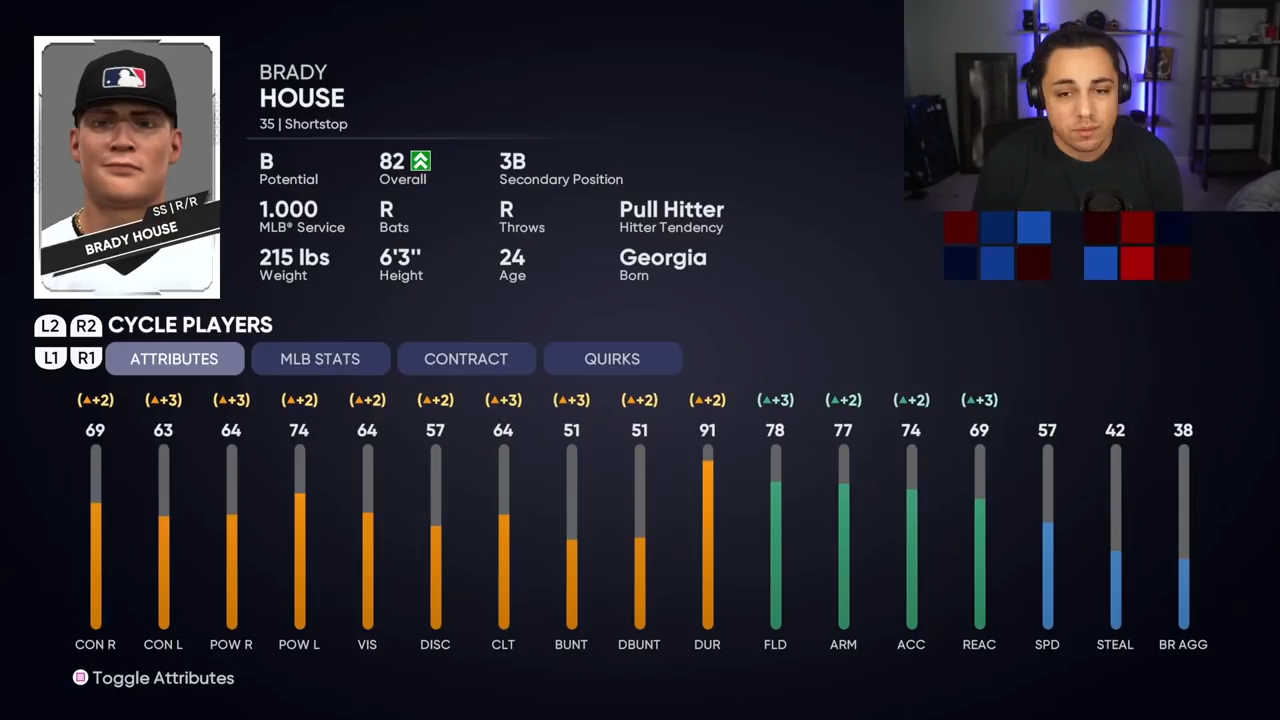 BRADY
HOUSE
35 | Shortstop
B 82 3B
Potential Overall Secondary Position
1.000 R R Pull Hitter
MLB® Service Bats Throws Hitter Tendency
215 lbs 6'3'' 24 Georgia
Weight Height Age Born
SS | R/R
BRADY HOUSE
L2 R2 CYCLE PLAYERS
L1 R1 ATTRIBUTES MLB STATS CONTRACT QUIRKS
(▲+2) (▲+3) (▲+3) (▲+2) (▲+2) (▲+2) (▲+3) (▲+3) (▲+2) (▲+2) (▲+3) (▲+2) (▲+2) (▲+3)
69 63 64 74 64 57 64 51 51 91 78 77 74 69 57 42 38
CON R CON L POW R POW L VIS DISC CLT BUNT DBUNT DUR FLD ARM ACC REAC SPD STEAL BR AGG
Toggle Attributes